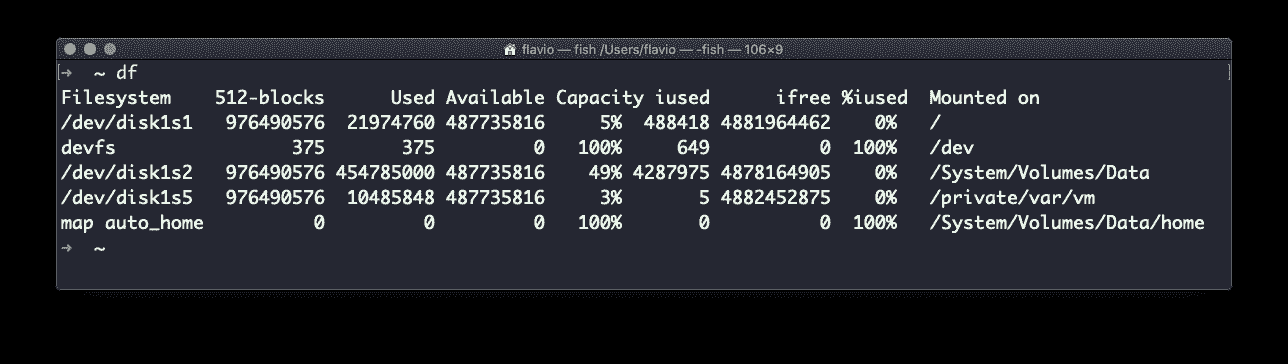 flavio — fish /Users/flavio — -fish — 106×9
[→  ~ df ]
Filesystem    512-blocks      Used Available Capacity iused      ifree %iused  Mounted on
/dev/disk1s1   976490576  21974760 487735816     5%  488418 4881964462    0%   /
devfs                375       375         0   100%     649          0  100%   /dev
/dev/disk1s2   976490576 454785000 487735816    49% 4287975 4878164905    0%   /System/Volumes/Data
/dev/disk1s5   976490576  10485848 487735816     3%       5 4882452875    0%   /private/var/vm
map auto_home          0         0         0   100%       0          0  100%   /System/Volumes/Data/home
→  ~